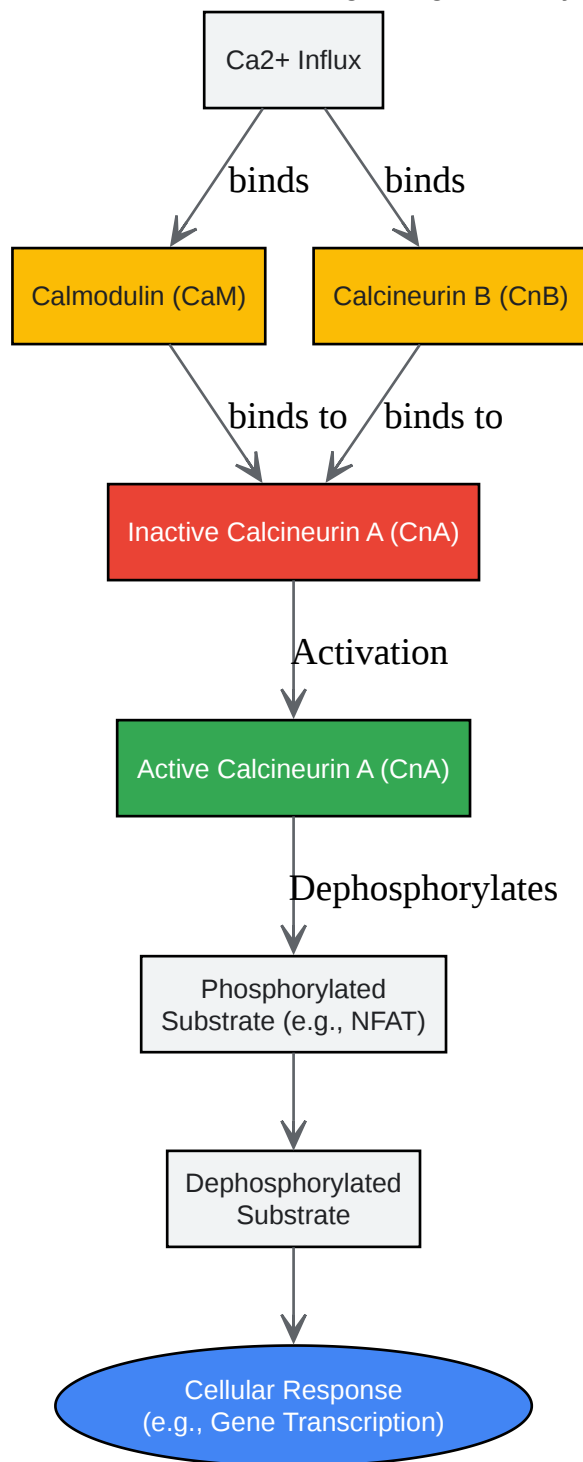 Ca2+ Influx
binds
binds
Calmodulin (CaM)
Calcineurin B (CnB)
binds to
binds to
Inactive Calcineurin A (CnA)
Activation
Active Calcineurin A (CnA)
Dephosphorylates
Phosphorylated
Substrate (e.g., NFAT)
Dephosphorylated
Substrate
Cellular Response
(e.g., Gene Transcription)